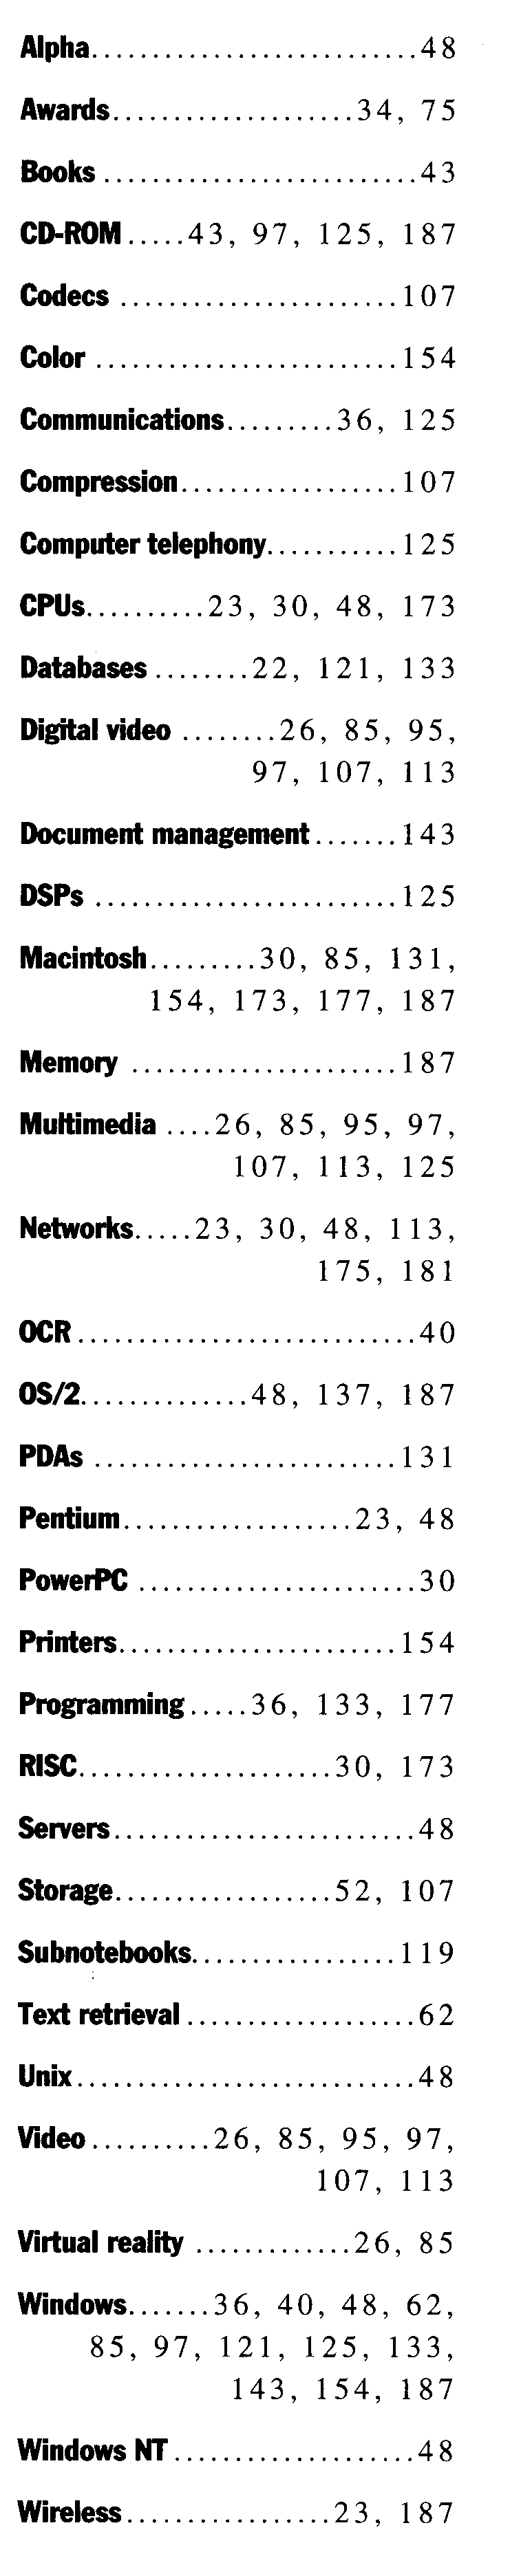 Alpha...........................48
Awards....................34, 75
Books ..........................43
CD-ROM.....43, 97, 125, 187
Codecs .......................107
Color .........................154
Communications.........36, 125
Compression..................107
Computer telephony...........125
CPUs..........23, 30, 48, 173
Databases ........22, 121, 133
Digital video ........26, 85, 95,
97, 107, 113
Document management.......143
DSPs .........................125
Macintosh.........30, 85, 131,
154, 173, 177, 187
Memory ......................187
Multimedia ....26, 85, 95, 97,
107, 113, 125
Networks.....23, 30, 48, 113,
175, 181
OCR............................40
OS/2..............48, 137, 187
PDAs .........................131
Pentium...................23, 48
PowerPC .......................30
Printers.......................154
Programming.....36, 133, 177
RISC.....................30, 173
Servers.........................48
Storage..................52, 107
Subnotebooks.................119
Text retrieval...................62
Unix............................48
Video..........26, 85, 95, 97,
107, 113
Virtual reality .............26, 85
Windows.......36, 40, 48, 62,
85, 97, 121, 125, 133,
143, 154, 187
Windows NT....................48
Wireless.................23, 187